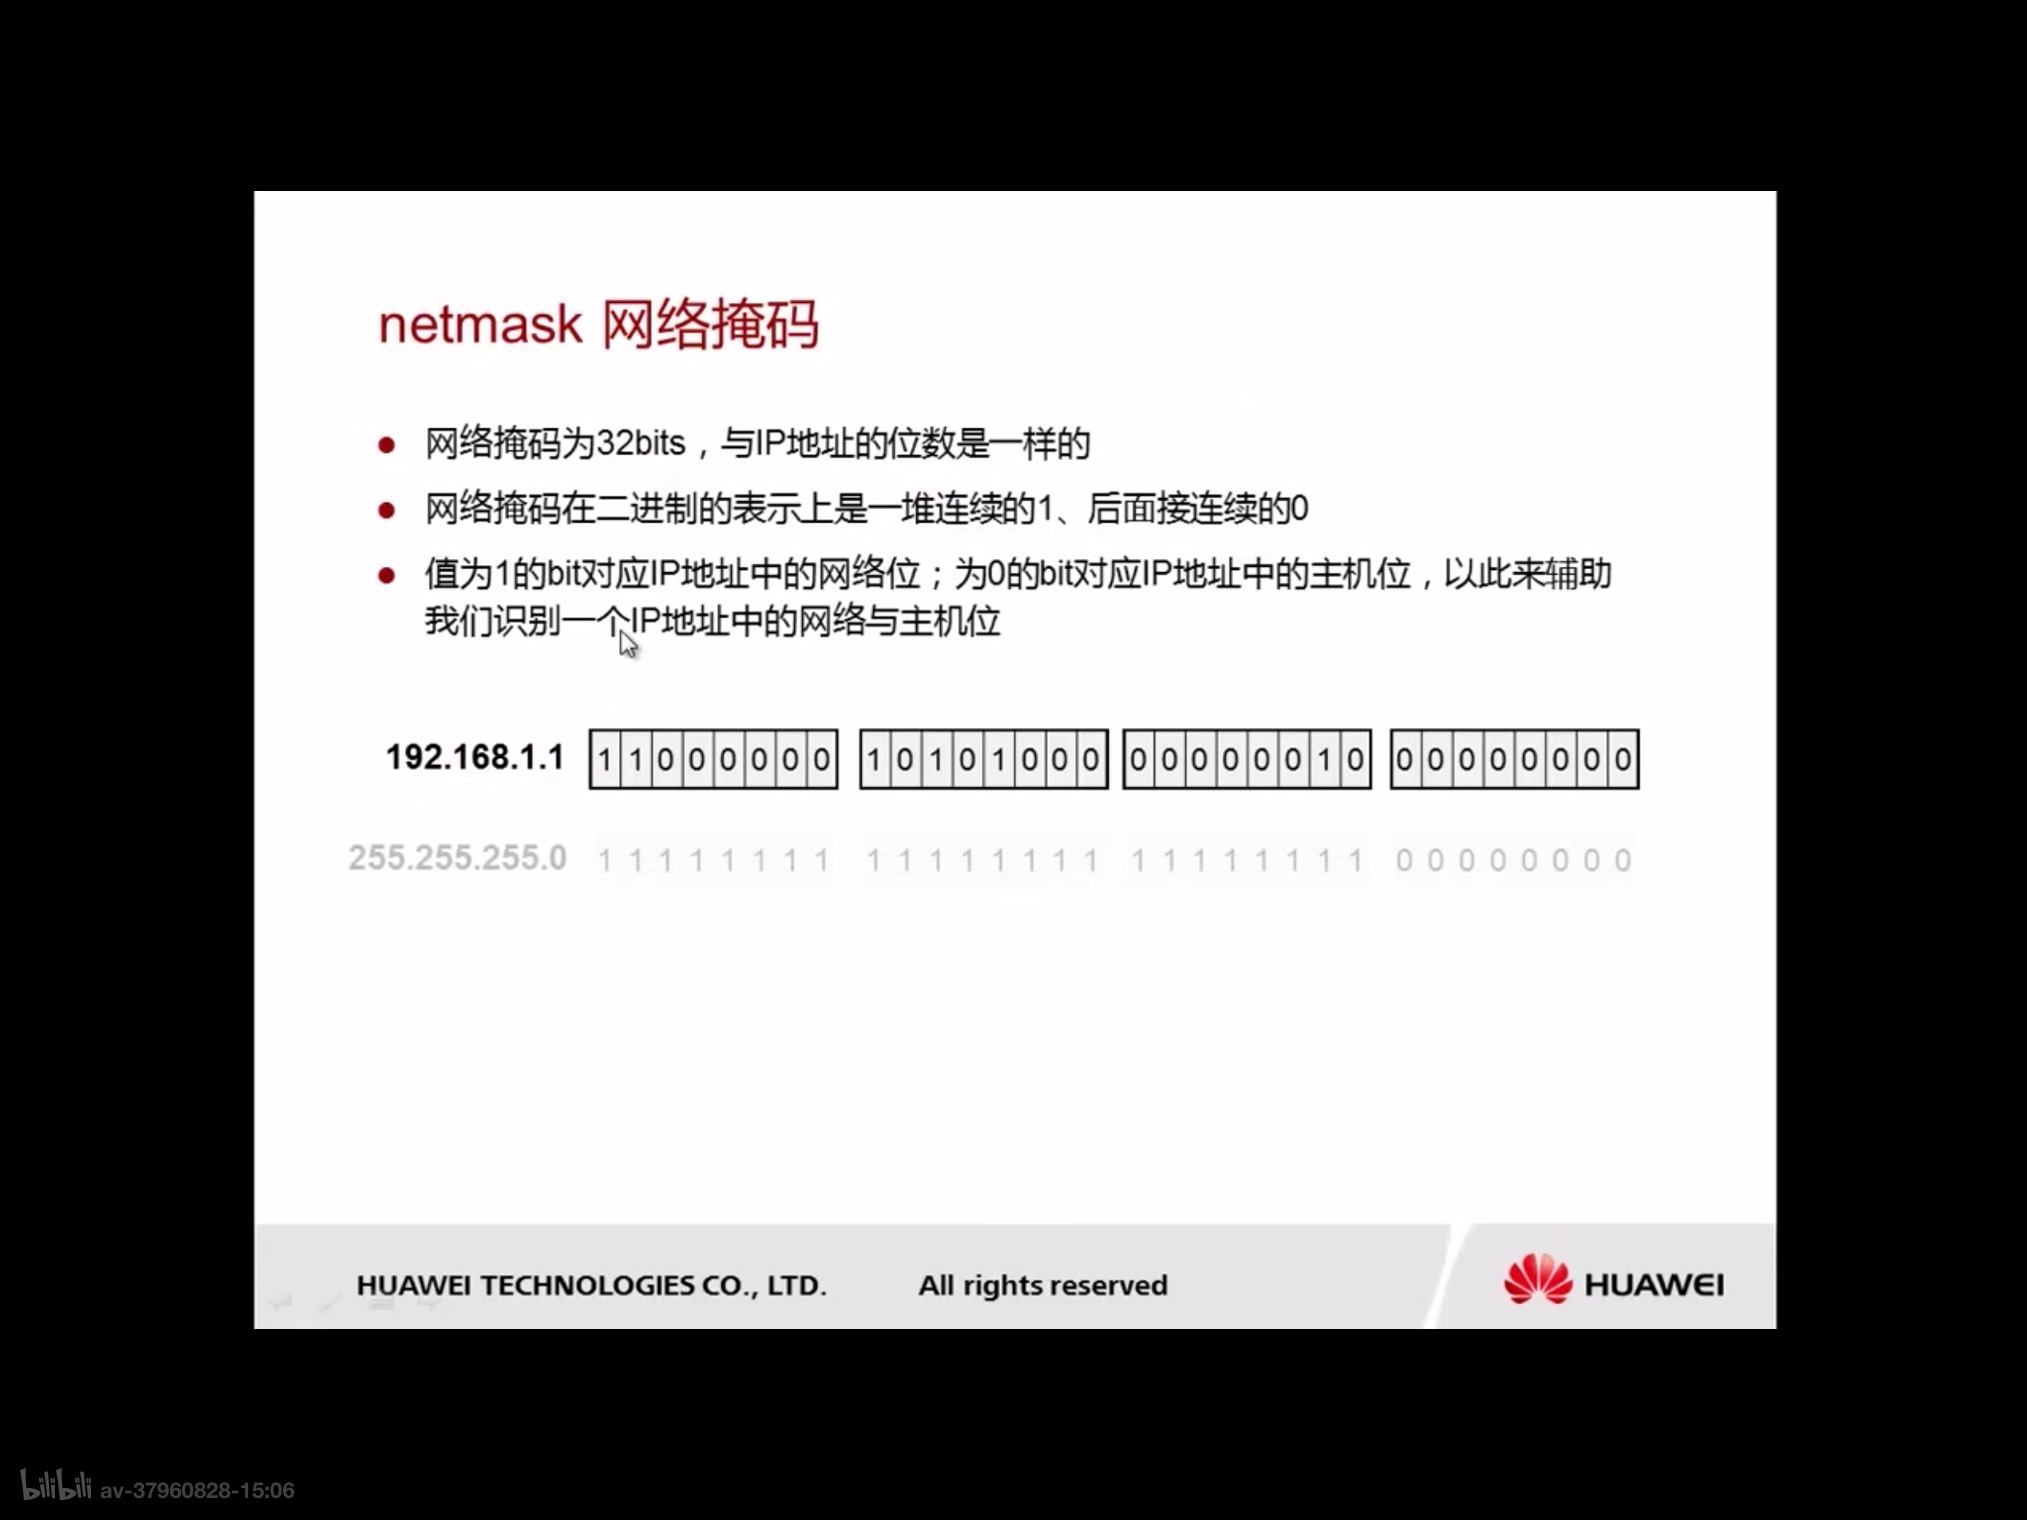 netmask 网络掩码
网络掩码为32bits，与IP地址的位数是一样的
网络掩码在二进制的表示上是一堆连续的1、后面接连续的0
值为1的bit对应IP地址中的网络位；为0的bit对应IP地址中的主机位，以此来辅助
我们识别一个IP地址中的网络与主机位
192.168.1.1 1 1 0 0 0 0 0 0 1 0 1 0 1 0 0 0 0 0 0 0 0 0 1 0 0 0 0 0 0 0 0 0
255.255.255.0 1 1 1 1 1 1 1 1 1 1 1 1 1 1 1 1 1 1 1 1 1 1 1 1 0 0 0 0 0 0 0 0
HUAWEI TECHNOLOGIES CO., LTD. All rights reserved HUAWEI
bilibili av-37960828-15:06